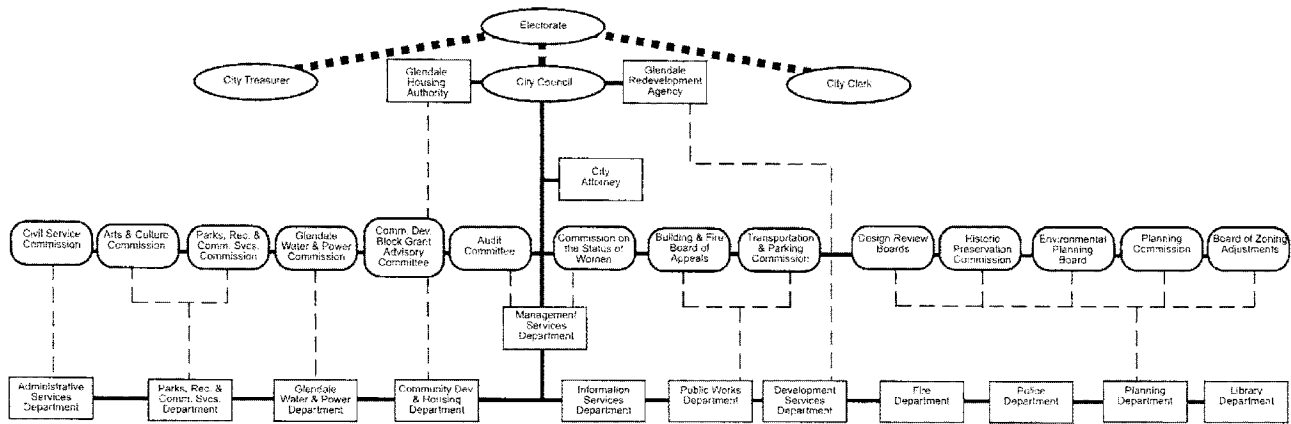 Electorate
City Treasurer
Glendale
Housing
Authority
City Council
Glendale
Redevelopment
Agency
City Clerk
City
Attorney
Civil Service
Commission
Arts & Culture
Commission
Parks, Rec. &
Comm. Svcs.
Commission
Glendale
Water & Power
Commission
Comm. Dev.
Block Grant
Advisory
Committee
Audit
Committee
Commission on
the Status of
Women
Building & Fire
Board of
Appeals
Transportation
& Parking
Commission
Design Review
Boards
Historic
Preservation
Commission
Environmental
Planning
Board
Planning
Commission
Board of Zoning
Adjustments
Management
Services
Department
Administrative
Services
Department
Parks, Rec. &
Comm. Svcs.
Department
Glendale
Water & Power
Department
Community Dev.
& Housing
Department
Information
Services
Department
Public Works
Department
Development
Services
Department
Fire
Department
Police
Department
Planning
Department
Library
Department